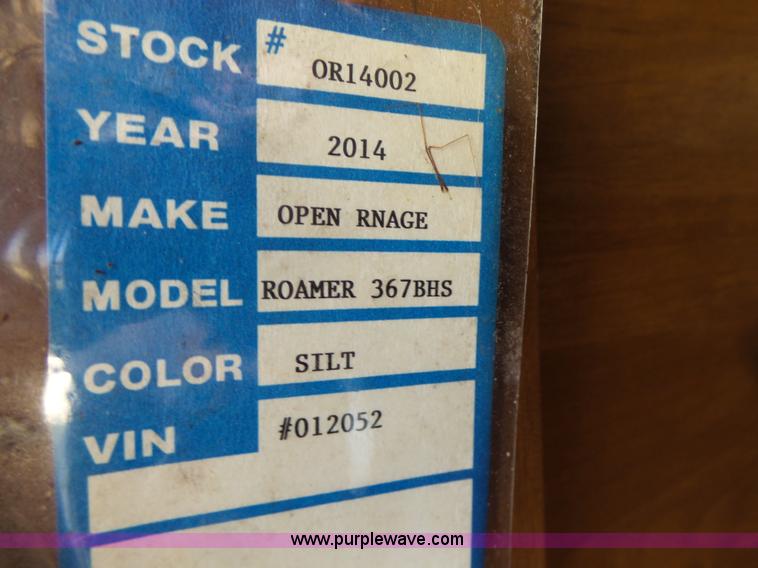 STOCK # OR14002
YEAR 2014
MAKE OPEN RNAGE
MODEL ROAMER 367BHS
COLOR SILT
VIN #012052
www.purplewave.com